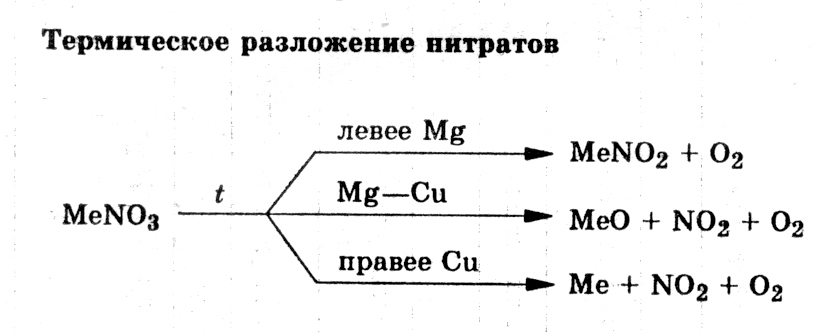 Термическое разложение нитратов
левее Mg
MeNO₂ + O₂
MeNO₃
t
Mg—Cu
MeO + NO₂ + O₂
правее Cu
Me + NO₂ + O₂